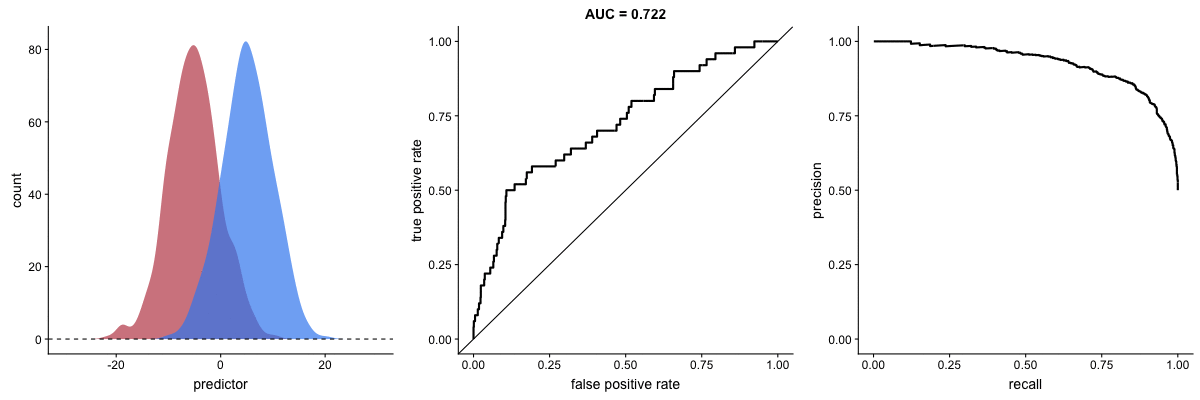 AUC = 0.722
80
60
40
20
0
count
-20 0 20
predictor
1.00
0.75
0.50
0.25
0.00
true positive rate
0.00 0.25 0.50 0.75 1.00
false positive rate
1.00
0.75
0.50
0.25
0.00
precision
0.00 0.25 0.50 0.75 1.00
recall